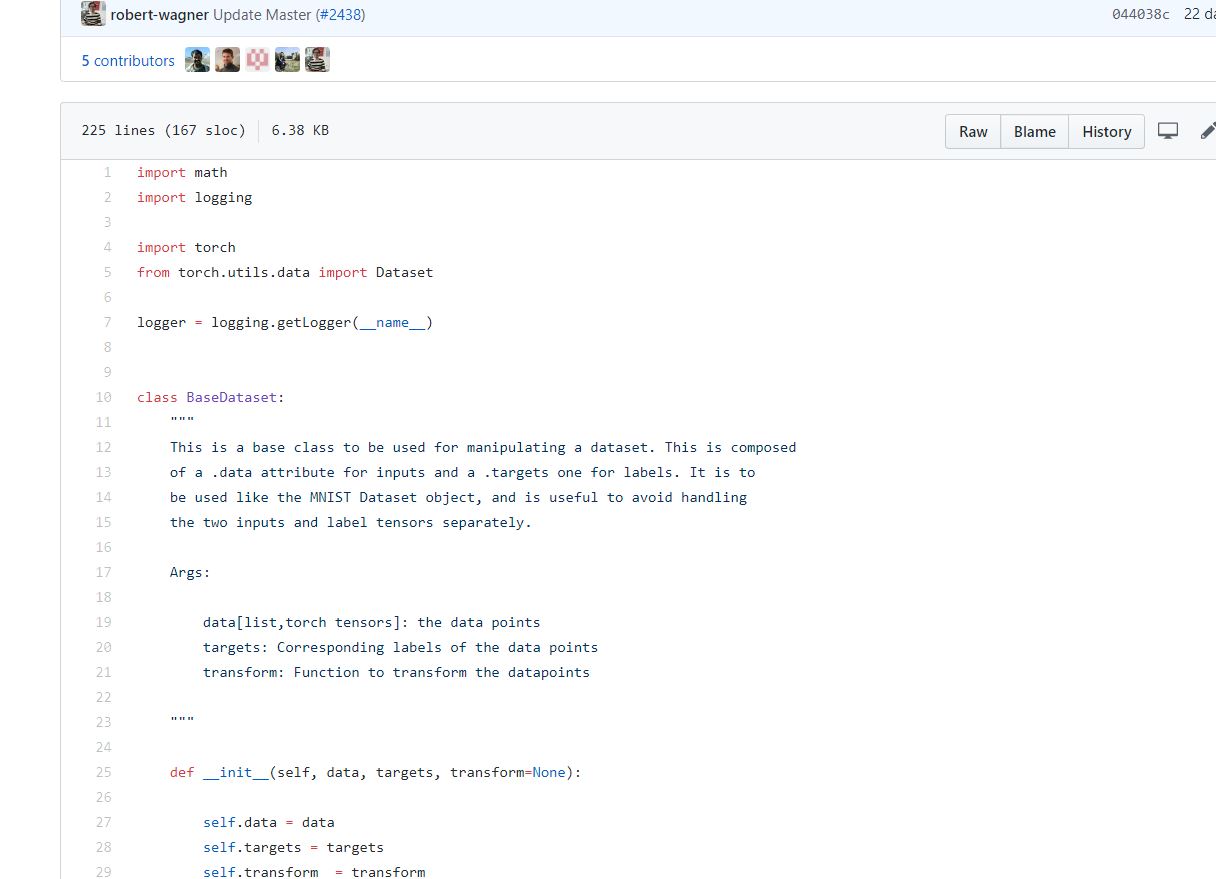 robert-wagner Update Master (#2438) 044038c 22 da
5 contributors
225 lines (167 sloc) 6.38 KB Raw Blame History
1 import math
2 import logging
3
4 import torch
5 from torch.utils.data import Dataset
6
7 logger = logging.getLogger(__name__)
8
9
10 class BaseDataset:
11 """
12 This is a base class to be used for manipulating a dataset. This is composed
13 of a .data attribute for inputs and a .targets one for labels. It is to
14 be used like the MNIST Dataset object, and is useful to avoid handling
15 the two inputs and label tensors separately.
16
17 Args:
18
19 data[list,torch tensors]: the data points
20 targets: Corresponding labels of the data points
21 transform: Function to transform the datapoints
22
23 """
24
25 def __init__(self, data, targets, transform=None):
26
27 self.data = data
28 self.targets = targets
29 self.transform  = transform